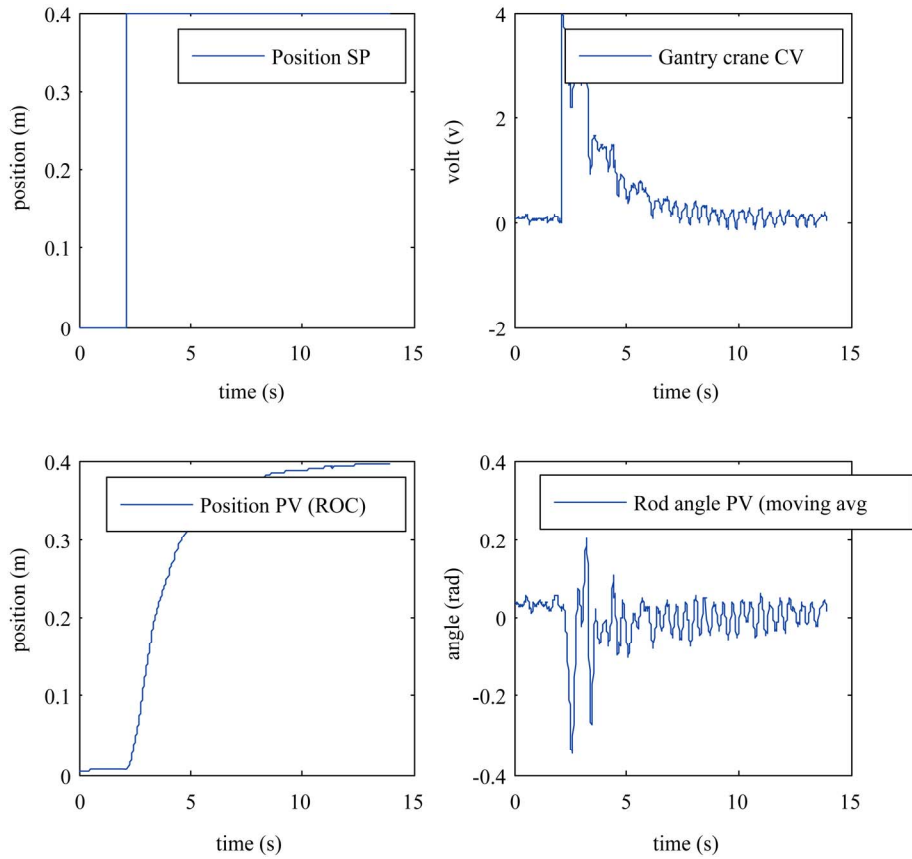 0.4
Position SP
0.3
position (m)
0.2
0.1
0
0 5 10 15
time (s)
4
Gantry crane CV
2
volt (v)
0
-2
0 5 10 15
time (s)
0.4
Position PV (ROC)
0.3
position (m)
0.2
0.1
0
0 5 10 15
time (s)
0.4
Rod angle PV (moving avg
0.2
angle (rad)
0
-0.2
-0.4
0 5 10 15
time (s)